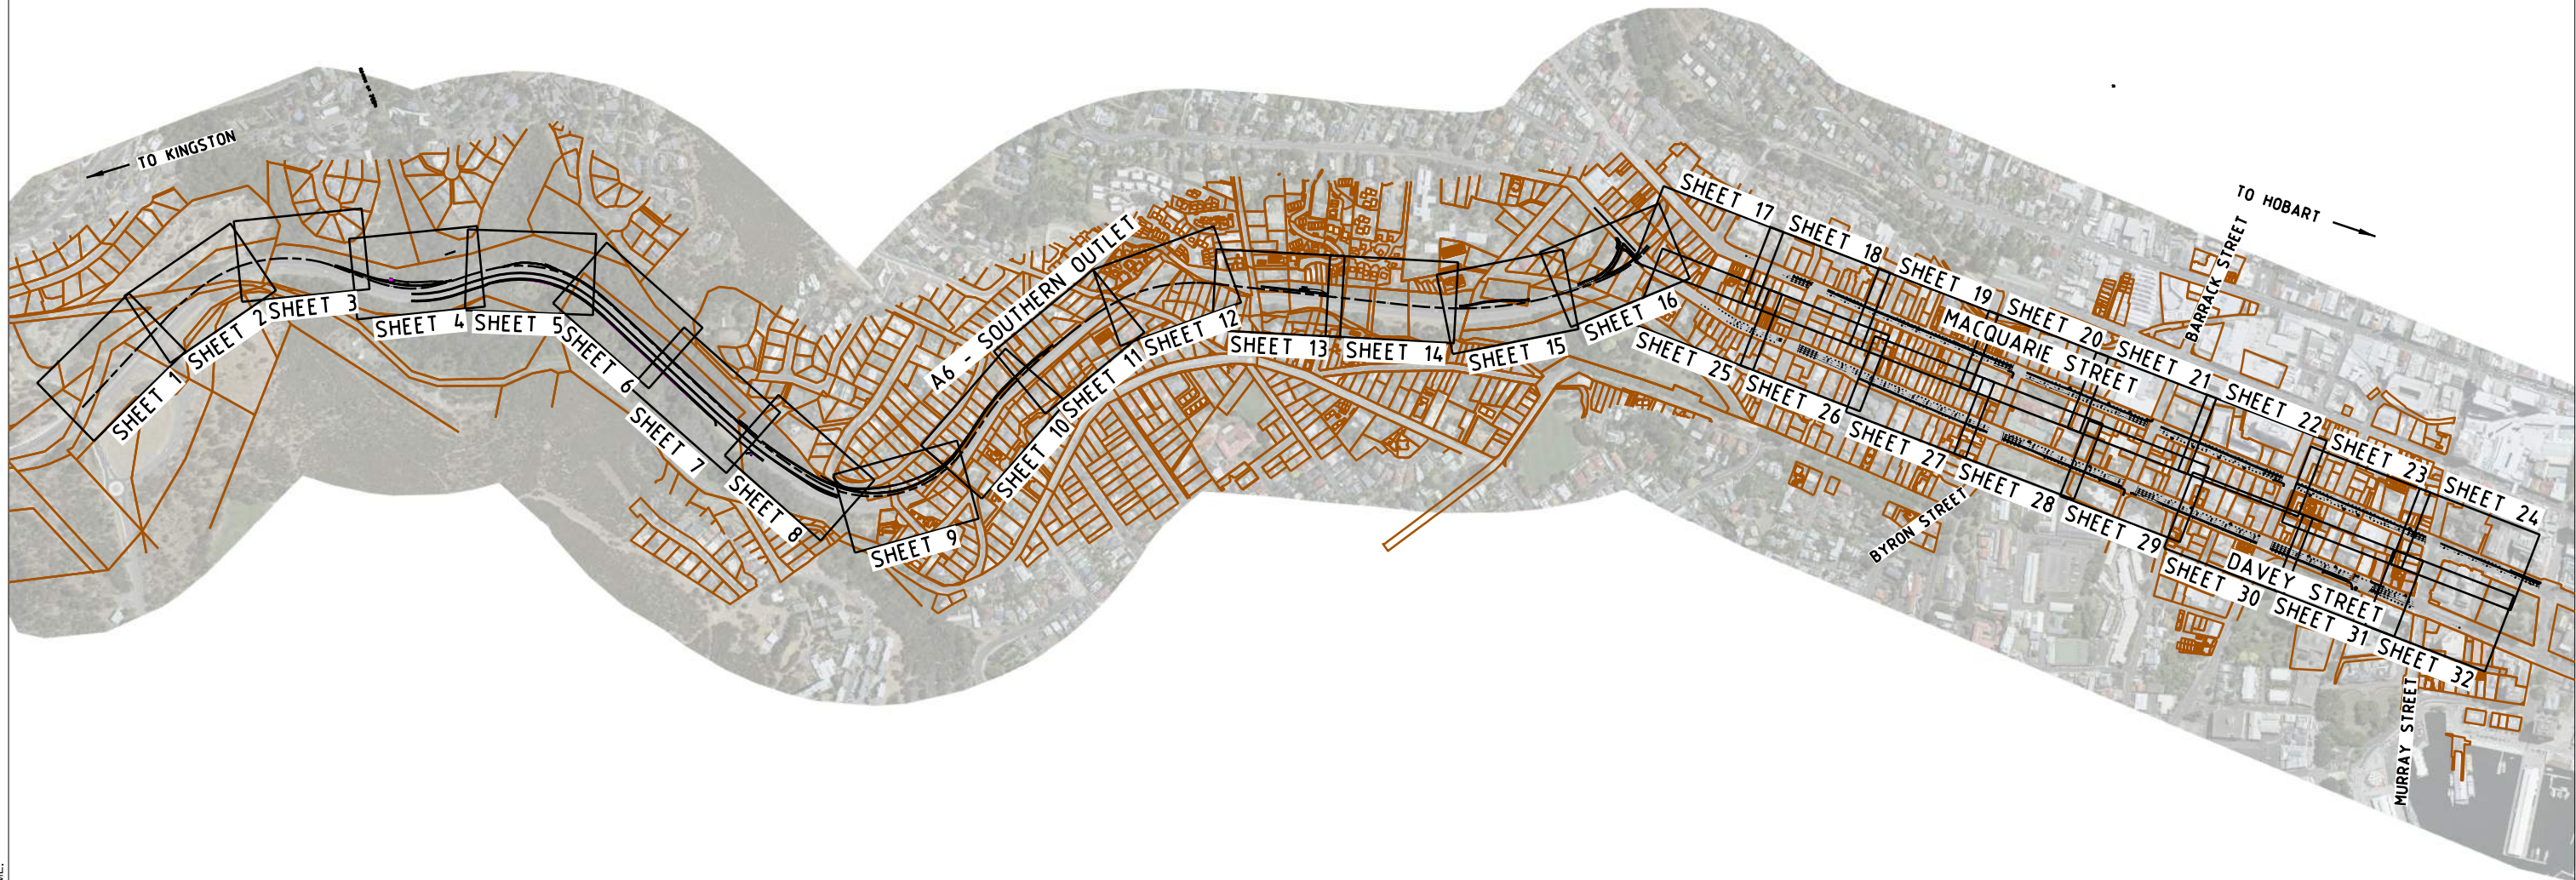 TO KINGSTON
TO HOBART
SHEET 1
SHEET 2
SHEET 3
SHEET 4
SHEET 5
SHEET 6
SHEET 7
SHEET 8
SHEET 9
SHEET 10
SHEET 11
SHEET 12
A6 - SOUTHERN OUTLET
SHEET 13
SHEET 14
SHEET 15
SHEET 16
SHEET 17
SHEET 18
SHEET 19
SHEET 20
SHEET 21
SHEET 22
SHEET 23
SHEET 24
MACQUARIE STREET
BARRACK STREET
SHEET 25
SHEET 26
SHEET 27
SHEET 28
SHEET 29
SHEET 30
SHEET 31
SHEET 32
BYRON STREET
DAVEY STREET
MURRAY STREET